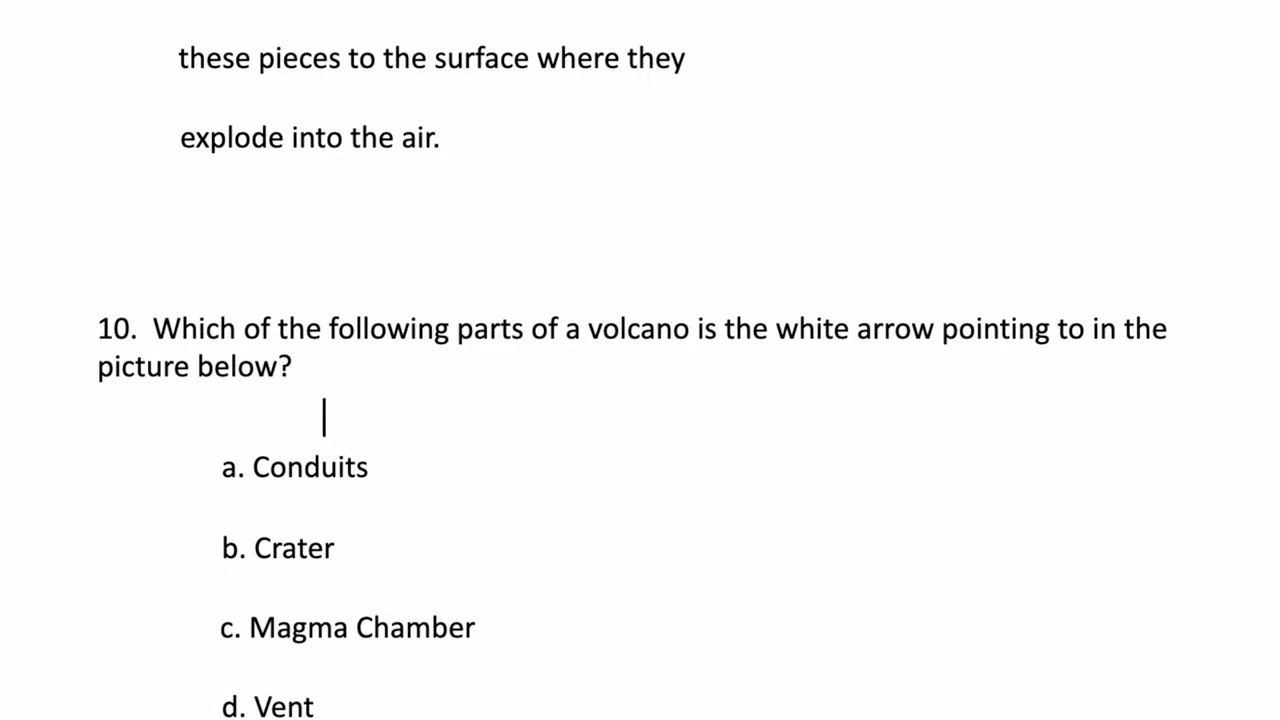 these pieces to the surface where they
explode into the air.
10. Which of the following parts of a volcano is the white arrow pointing to in the
picture below?
a. Conduits
b. Crater
c. Magma Chamber
d. Vent